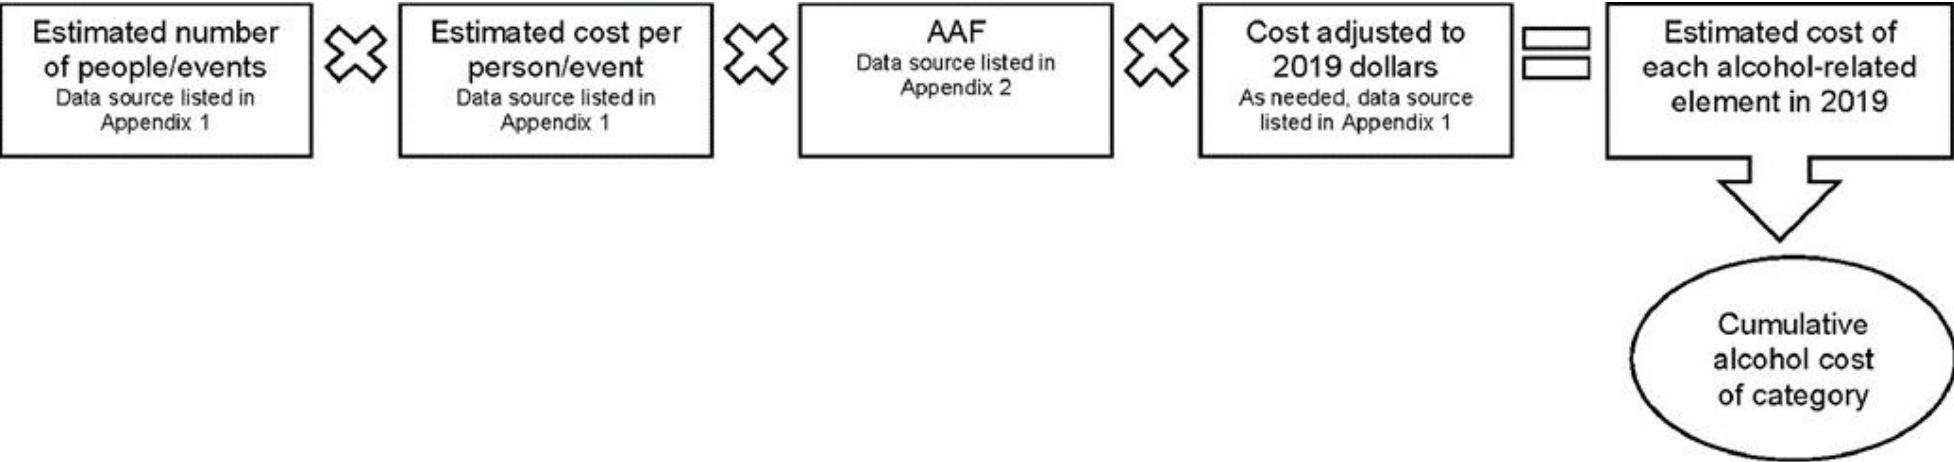 Estimated number
of people/events
Data source listed in
Appendix 1
Estimated cost per
person/event
Data source listed in
Appendix 1
AAF
Data source listed in
Appendix 2
Cost adjusted to
2019 dollars
As needed, data source
listed in Appendix 1
Estimated cost of
each alcohol-related
element in 2019
Cumulative
alcohol cost
of category